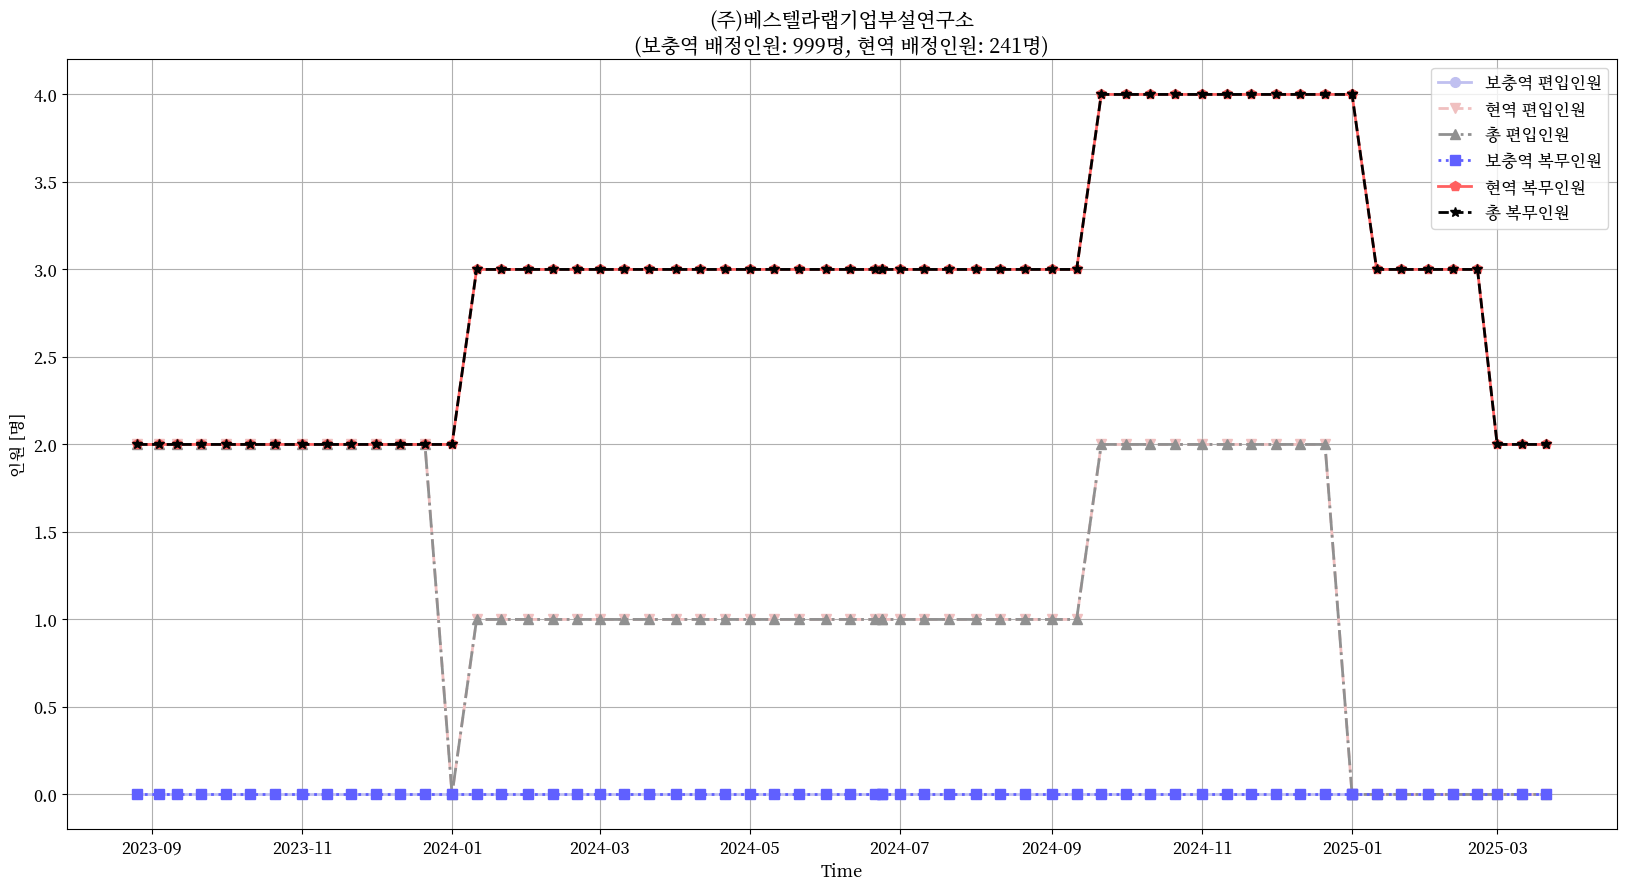 (주)베스텔라랩기업부설연구소
(보충역 배정인원: 999명, 현역 배정인원: 241명)
보충역 편입인원
현역 편입인원
총 편입인원
보충역 복무인원
현역 복무인원
총 복무인원
4.0
3.5
3.0
2.5
2.0
1.5
1.0
0.5
0.0
인원 [명]
2023-09 2023-11 2024-01 2024-03 2024-05 2024-07 2024-09 2024-11 2025-01 2025-03
Time